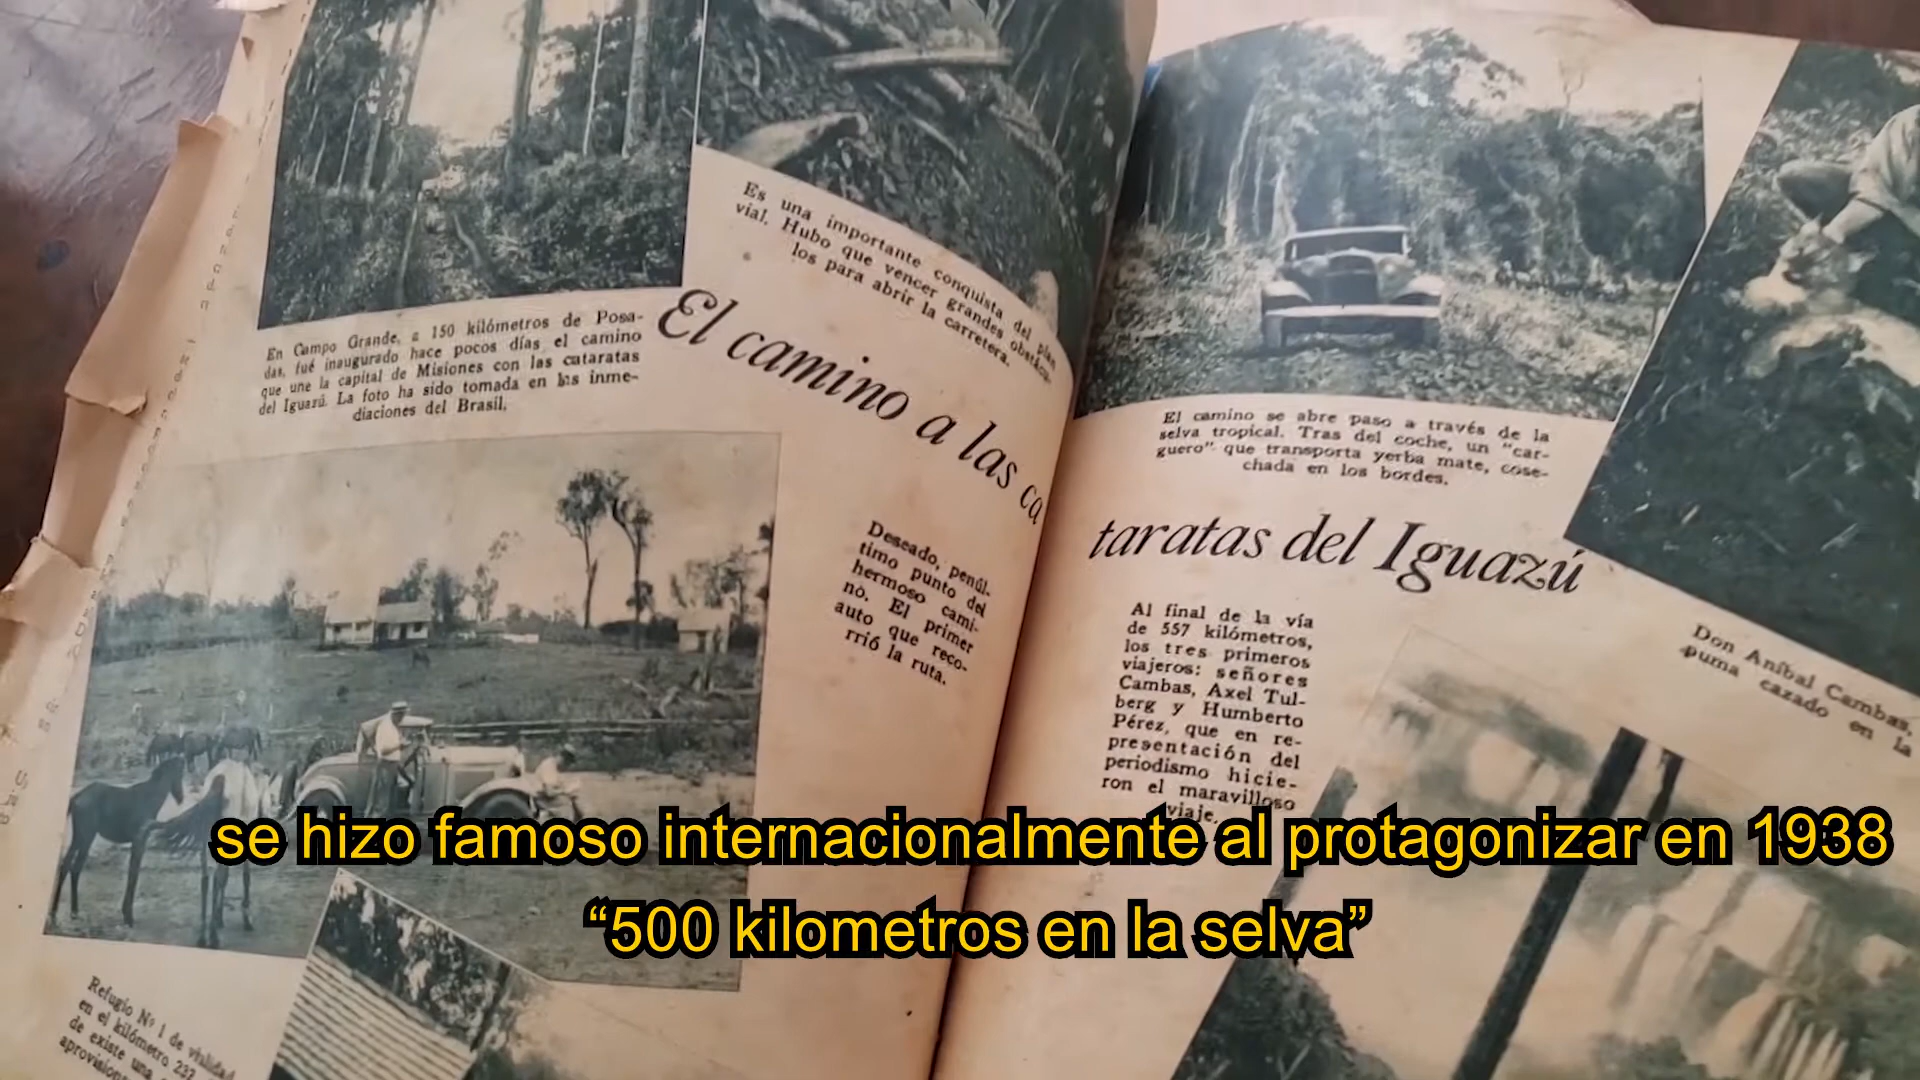 En Campo Grande, a 150 kilómetros de Posa-
das, fué inaugurado hace pocos días el camino
que une la capital de Misiones con las cataratas
del Iguazú. La foto ha sido tomada en las inme-
diaciones del Brasil.
Es una importante conquista del plan
vial. Hubo que vencer grandes obstácu-
los para abrir la carretera.
El camino a las ca
taratas del Iguazú
El camino se abre paso a través de la
selva tropical. Tras del coche, un "car-
guero" que transporta yerba mate, cose-
chada en los bordes.
Deseado, penúl-
timo punto del
hermoso cami-
no. El primer
auto que reco-
rrió la ruta.
Al final de la vía
de 557 kilómetros,
los tres primeros
viajeros: señores
Cambas, Axel Tul-
berg y Humberto
Pérez, que en re-
presentación del
periodismo hicie-
ron el maravilloso
viaje.
Don Aníbal Cambas,
puma cazado en la
Refugio Nº 1 de vialidad
en el kilómetro 232
de existe una
aprovision
se hizo famoso internacionalmente al protagonizar en 1938
“500 kilometros en la selva”